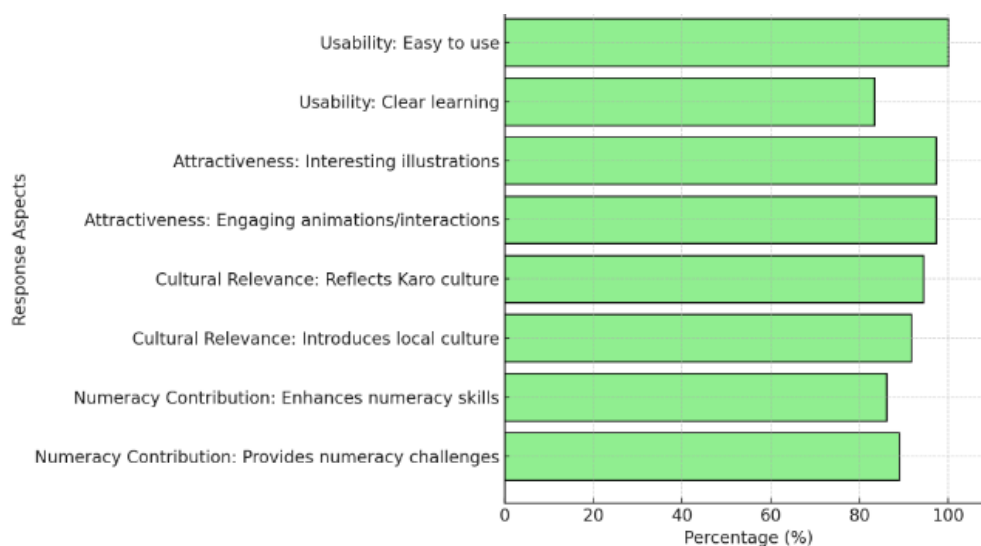 Response Aspects
Usability: Easy to use
Usability: Clear learning
Attractiveness: Interesting illustrations
Attractiveness: Engaging animations/interactions
Cultural Relevance: Reflects Karo culture
Cultural Relevance: Introduces local culture
Numeracy Contribution: Enhances numeracy skills
Numeracy Contribution: Provides numeracy challenges
0 20 40 60 80 100
Percentage (%)